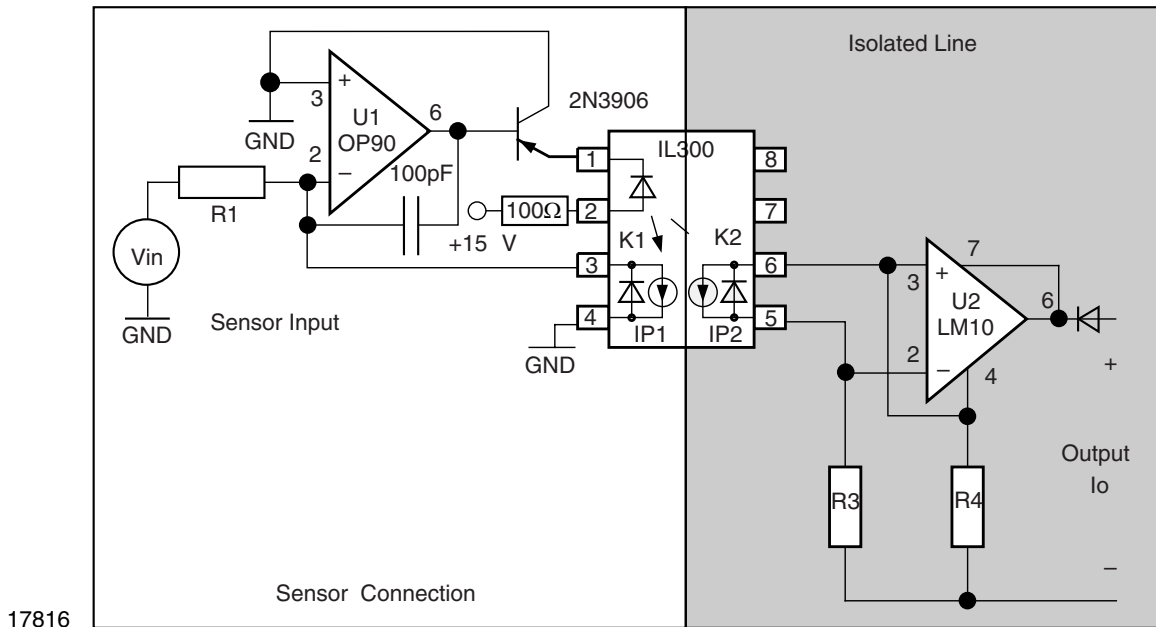 Isolated Line
+
3
U1
OP90
6
2N3906
GND
2
−
100pF
IL300
1
8
R1
100Ω
2
7
+15 V
Vin
K1
K2
3
6
+
7
3
U2
6
LM10
GND
Sensor Input
4
IP1
IP2
5
2
−
4
+
GND
Output
Io
R3
R4
−
Sensor Connection
17816